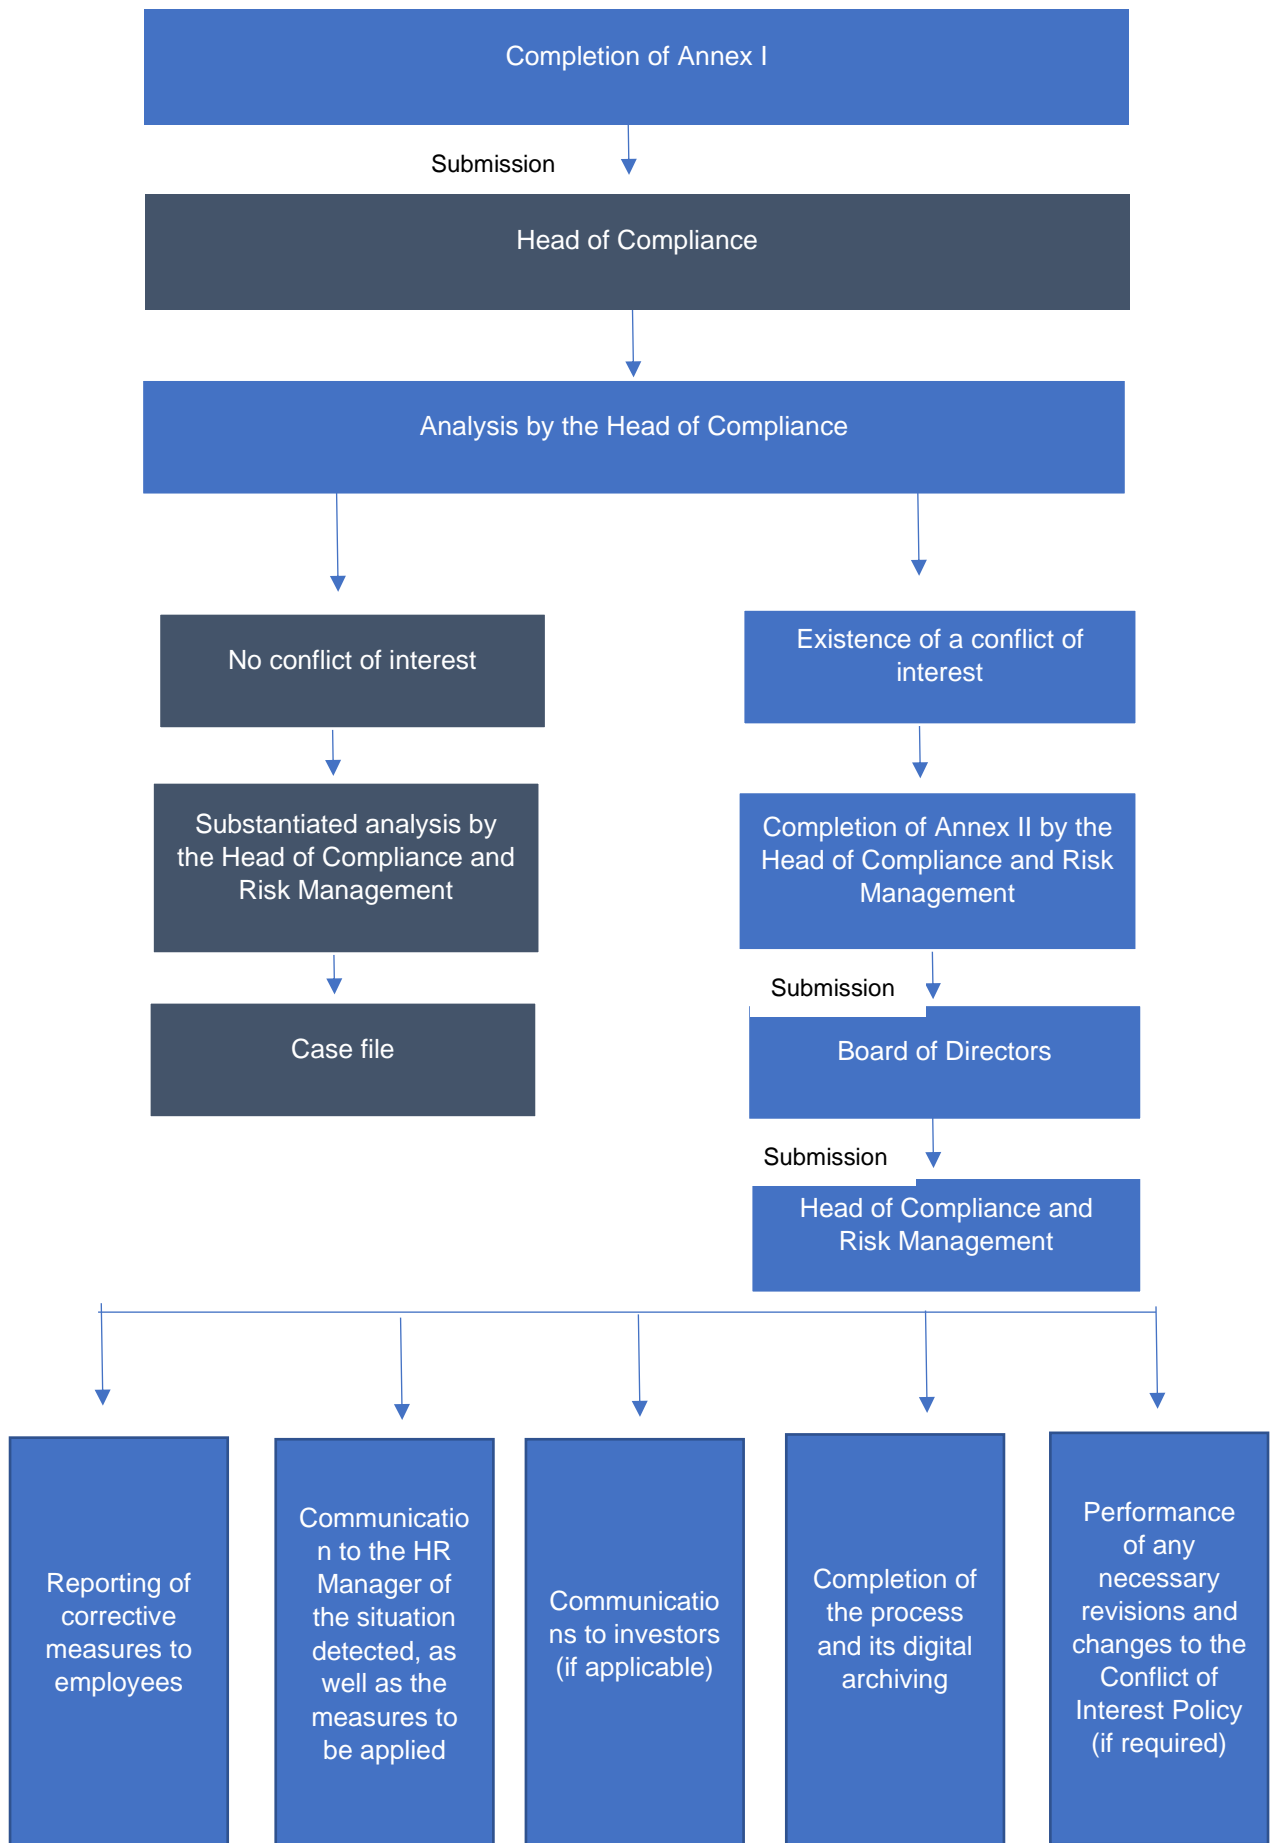 Completion of Annex I
Submission
Head of Compliance
Analysis by the Head of Compliance
No conflict of interest
Existence of a conflict of
interest
Substantiated analysis by
the Head of Compliance and
Risk Management
Completion of Annex II by the
Head of Compliance and Risk
Management
Submission
Case file
Board of Directors
Submission
Head of Compliance and
Risk Management
Reporting of
corrective
measures to
employees
Communicatio
n to the HR
Manager of
the situation
detected, as
well as the
measures to
be applied
Communicatio
ns to investors
(if applicable)
Completion of
the process
and its digital
archiving
Performance
of any
necessary
revisions and
changes to the
Conflict of
Interest Policy
(if required)